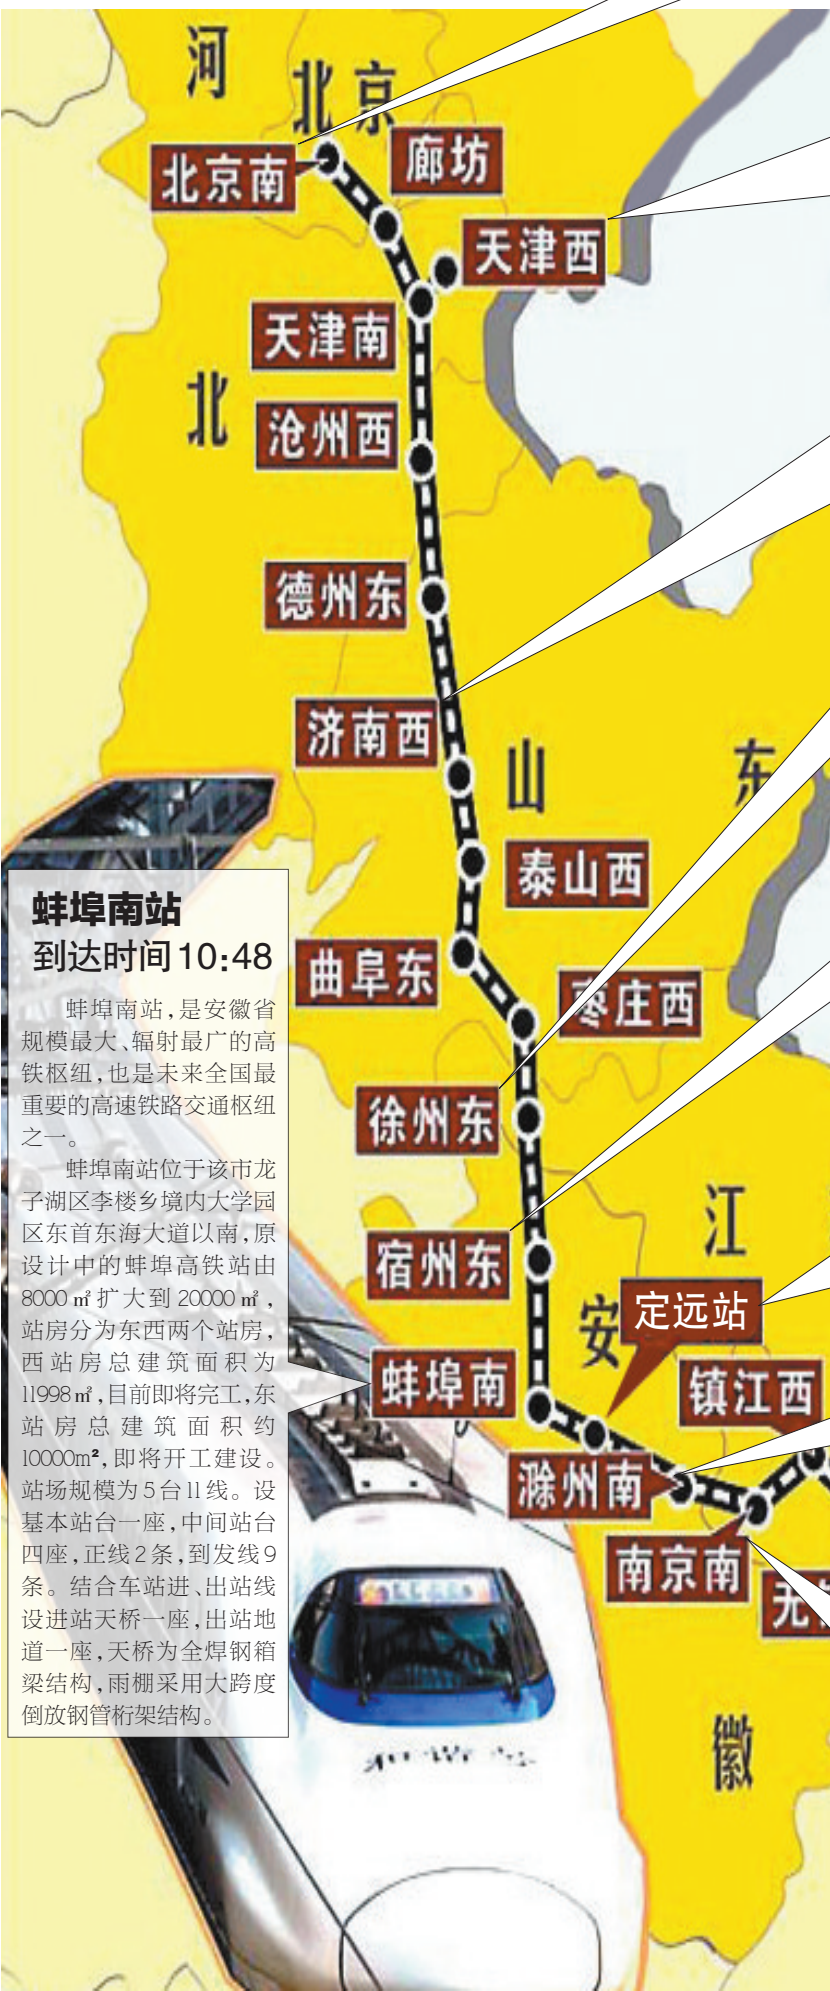 河
北京
北京南
廊坊
天津西
天津南
北
沧州西
德州东
济南西
山东
泰山西
蚌埠南站
到达时间10:48
蚌埠南站，是安徽省
规模最大、辐射最广的高
铁枢纽，也是未来全国最
重要的高速铁路交通枢纽
之一。
蚌埠南站位于该市龙
子湖区李楼乡境内大学园
区东首东海大道以南，原
设计中的蚌埠高铁站由
8000㎡扩大到20000㎡，
站房分为东西两个站房，
西站房总建筑面积为
11998㎡，目前即将完工，东
站房总建筑面积约
10000m²，即将开工建设。
站场规模为5台11线。设
基本站台一座，中间站台
四座，正线2条，到发线9
条。结合车站进、出站线
设进站天桥一座，出站地
道一座，天桥为全焊钢箱
梁结构，雨棚采用大跨度
倒放钢管桁架结构。
曲阜东
枣庄西
徐州东
江
宿州东
安
定远站
蚌埠南
镇江西
滁州南
南京南
无
徽